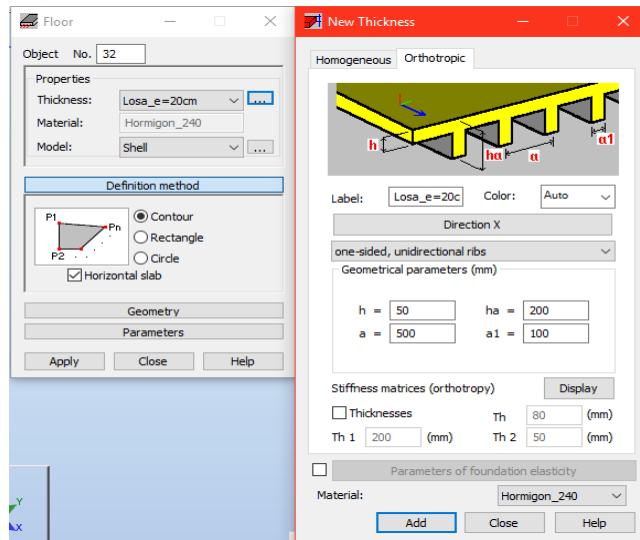 Floor
Object No. 32
Properties
Thickness: Losa_e=20cm ...
Material: Hormigon_240
Model: Shell ...
Definition method
P1
Pn
P2
Contour
Rectangle
Circle
Horizontal slab
Geometry
Parameters
Apply Close Help
Y
X
New Thickness
Homogeneous Orthotropic
h ha a a1
Label: Losa_e=20c Color: Auto
Direction X
one-sided, unidirectional ribs
Geometrical parameters (mm)
h = 50 ha = 200
a = 500 a1 = 100
Stiffness matrices (orthotropy) Display
Thicknesses Th 80 (mm)
Th 1 200 (mm) Th 2 50 (mm)
Parameters of foundation elasticity
Material: Hormigon_240
Add Close Help